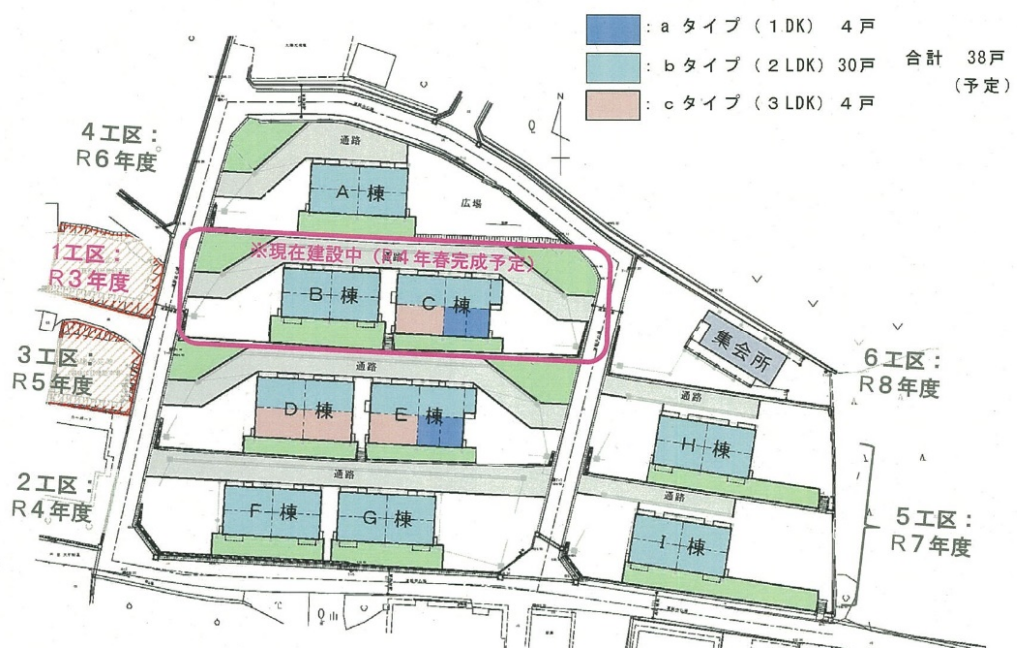 : a タイプ (1DK) 4戸
: b タイプ (2LDK) 30戸
: c タイプ (3LDK) 4戸
合計 38戸
(予定)
N
4工区:
R6年度
通路
A 棟
広場
1工区:
R3年度
※現在建設中(R4年春完成予定)
通路
B 棟
C 棟
3工区:
R5年度
通路
D 棟
E 棟
集会所
6工区:
R8年度
通路
H 棟
2工区:
R4年度
通路
F 棟
G 棟
通路
I 棟
5工区:
R7年度